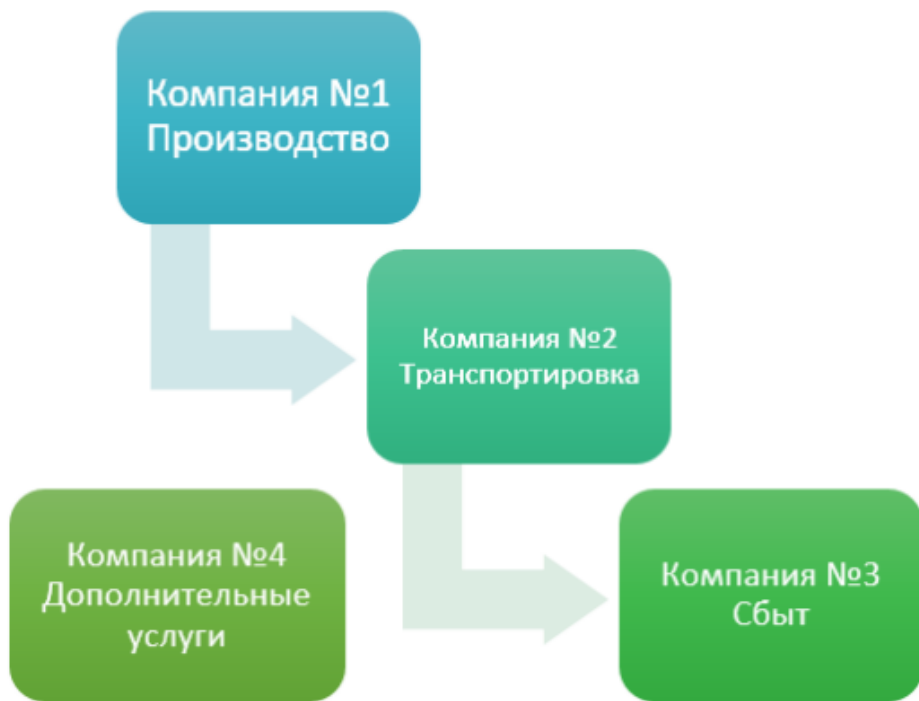 Компания №1
Производство
Компания №2
Транспортировка
Компания №4
Дополнительные
услуги
Компания №3
Сбыт